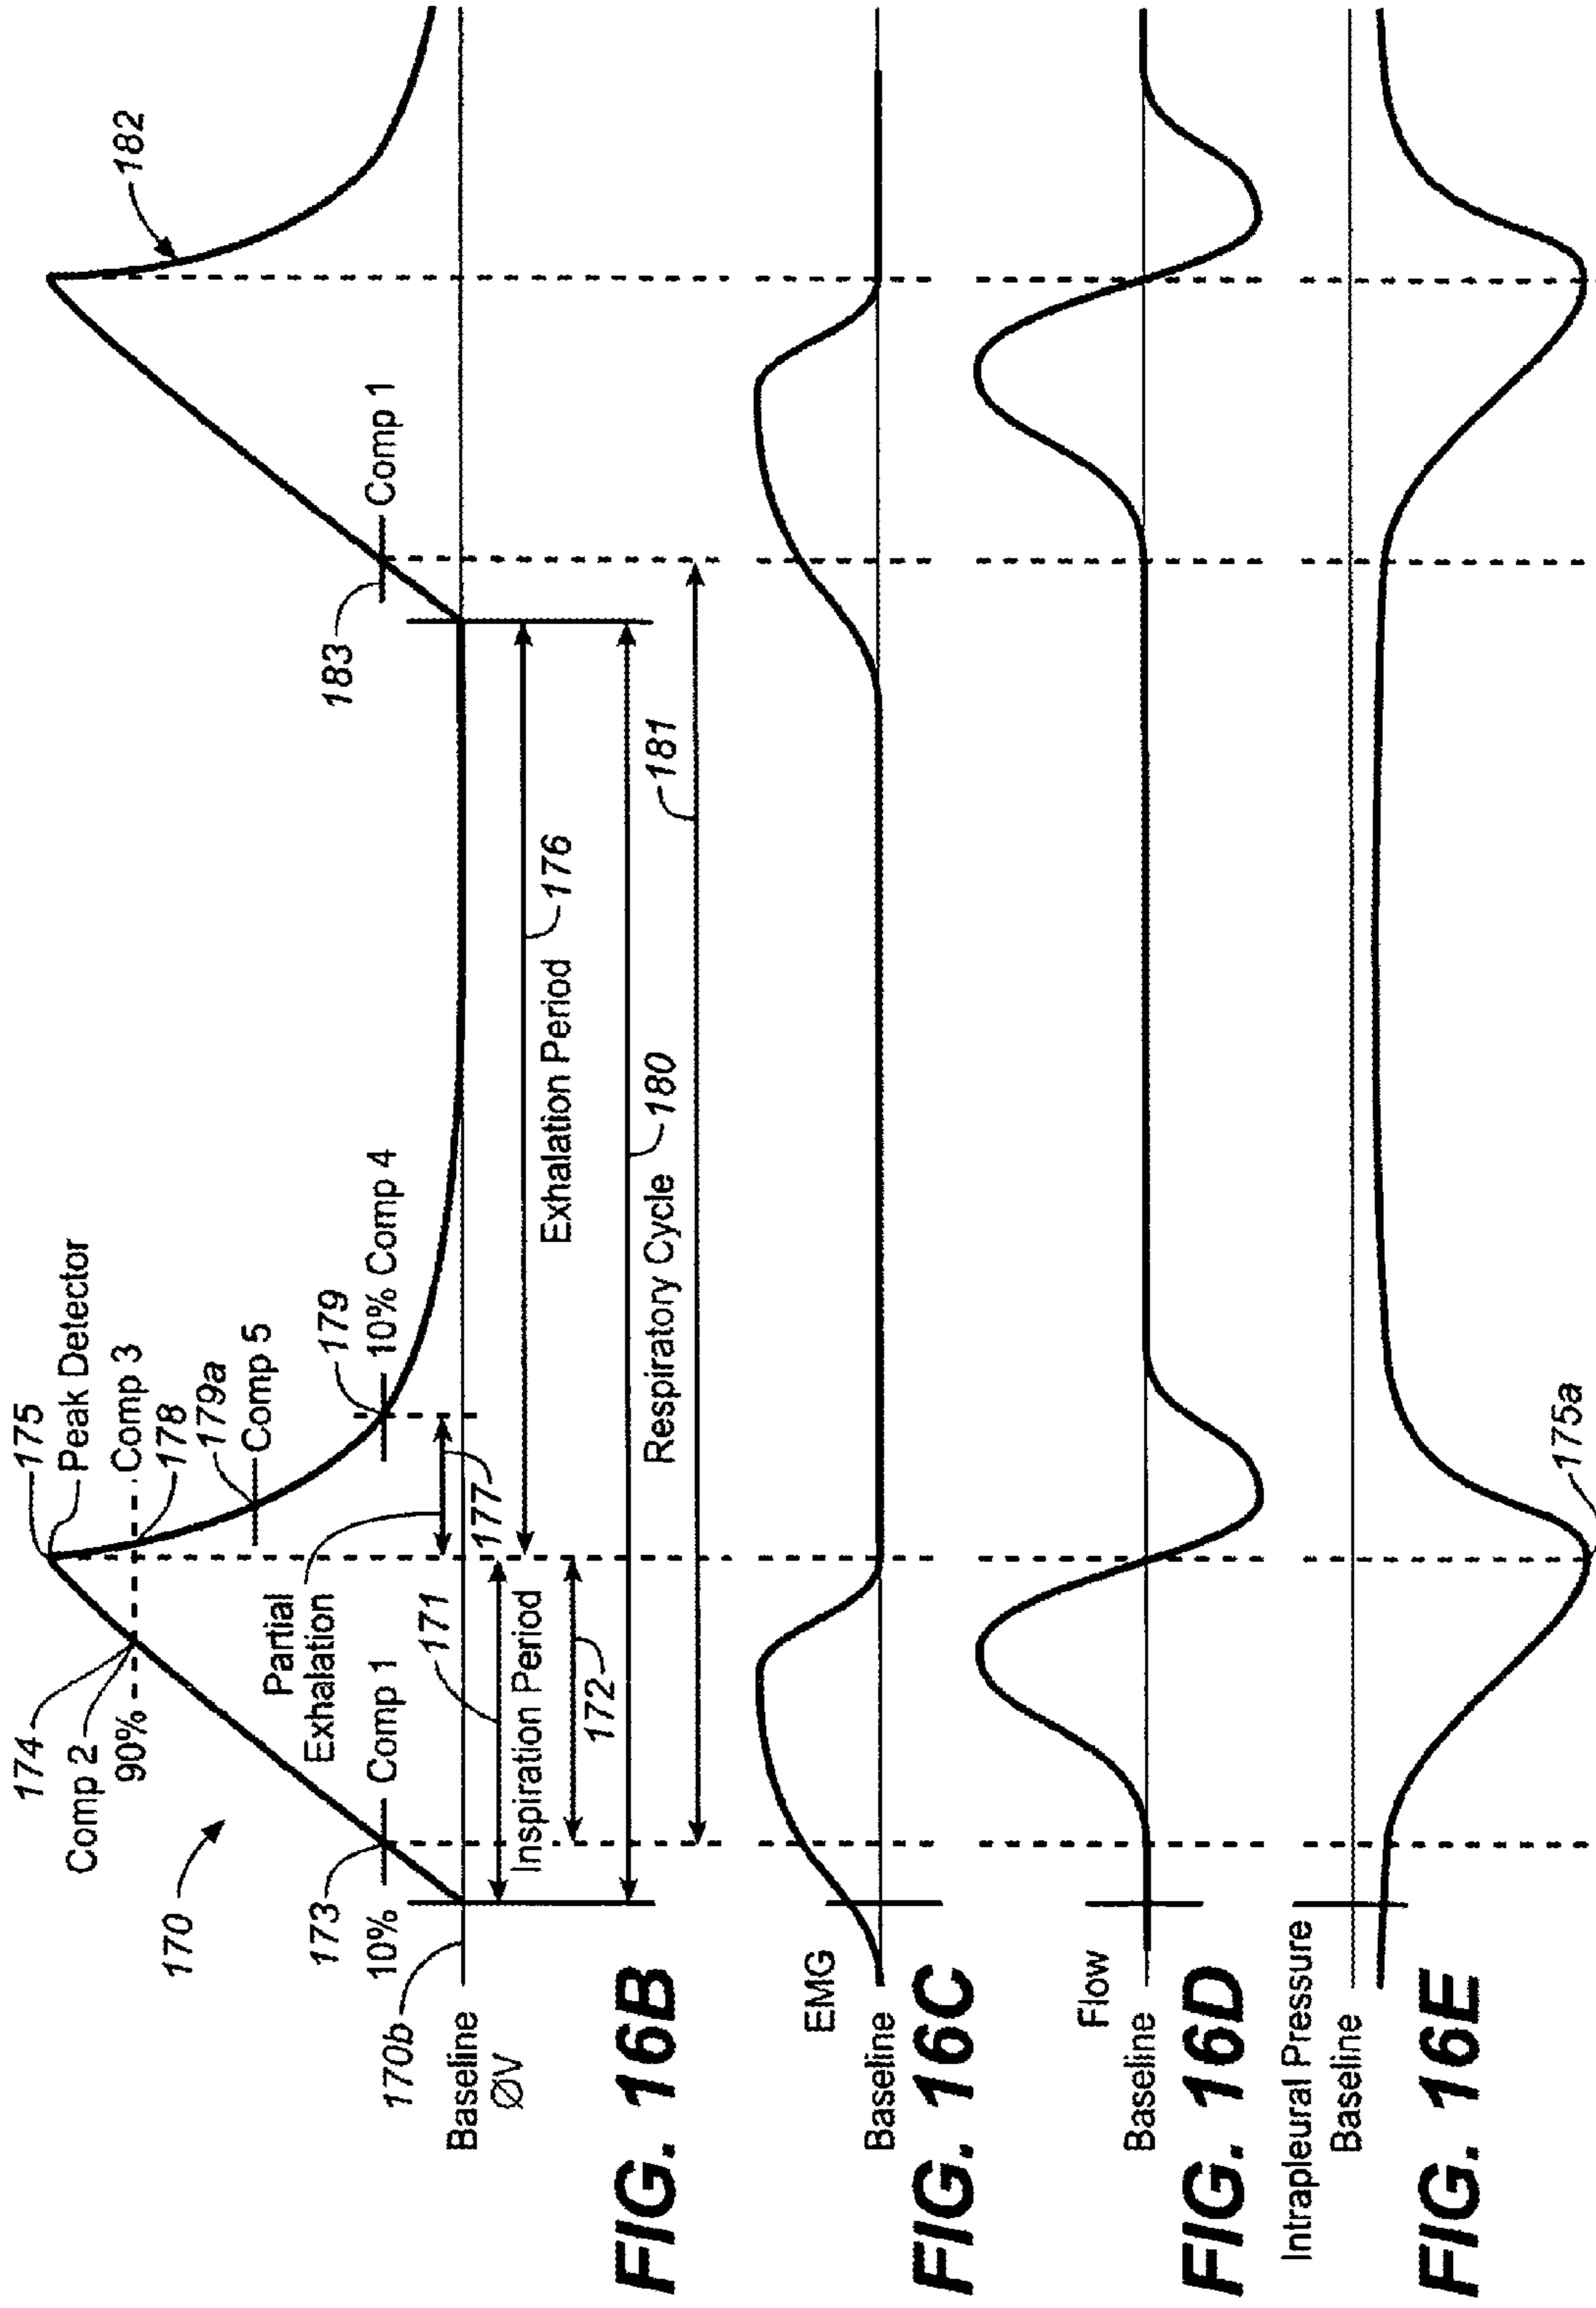 170
174
Comp 2
90%
175
Peak Detector
Comp 3
178
179a
Comp 5
182
173
10%
Comp 1
Partial
Exhalation
179
10% Comp 4
183
Comp 1
170b
Baseline
ØV
171
177
Inspiration Period
172
Exhalation Period
176
180
Respiratory Cycle
181
FIG. 16B
EMG
Baseline
FIG. 16C
Flow
Baseline
FIG. 16D
Intrapleural Pressure
Baseline
175a
FIG. 16E